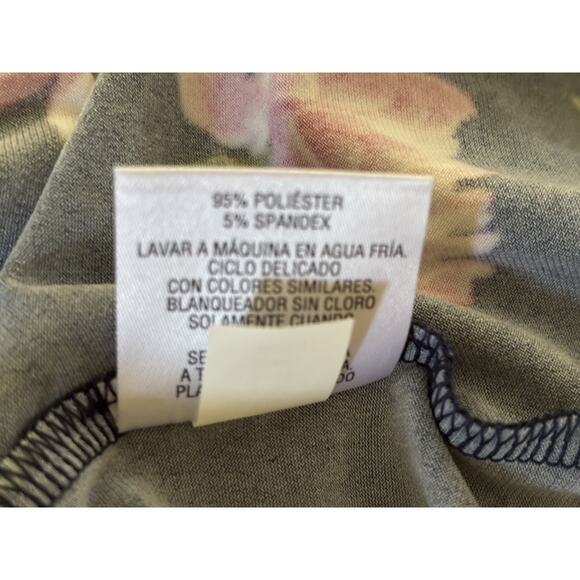 95% POLIÉSTER
5% SPANDEX
LAVAR A MÁQUINA EN AGUA FRÍA.
CICLO DELICADO
CON COLORES SIMILARES.
BLANQUEADOR SIN CLORO
SOLAMENTE CUANDO
A